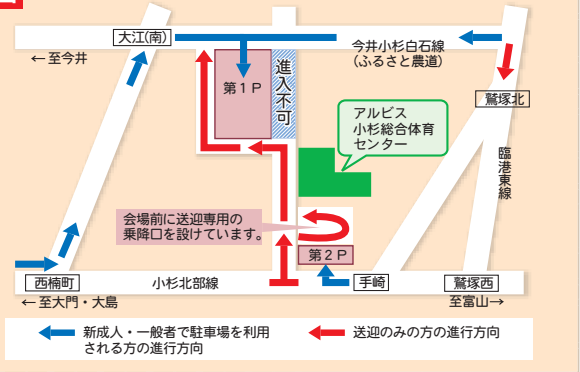 大江(南)
←至今井
今井小杉白石線
(ふるさと農道)
第1P
進入不可
鷲塚北
アルビス
小杉総合体育
センター
臨港東線
会場前に送迎専用の
乗降口を設けています。
第2P
西楠町
小杉北部線
手崎
鷲塚西
←至大門・大島
至富山→
新成人・一般者で駐車場を利用
される方の進行方向
送迎のみの方の進行方向